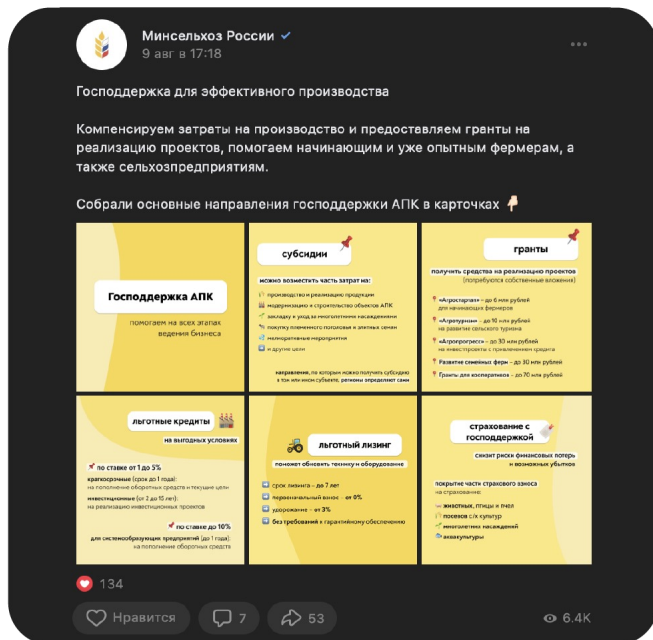 Минсельхоз России
9 авг в 17:18
Господдержка для эффективного производства
Компенсируем затраты на производство и предоставляем гранты на
реализацию проектов, помогаем начинающим и уже опытным фермерам, а
также сельхозпредприятиям.
Собрали основные направления господдержки АПК в карточках
Господдержка АПК
помогаем на всех этапах
ведения бизнеса
субсидии
можно возместить часть затрат на:
производство и реализацию продукции
модернизацию и строительство объектов АПК
закладку и уход за многолетними насаждениями
покупку племенного поголовья и элитных семян
мелиоративные мероприятия
и другие цели
направления, по которым можно получить субсидию
в том или ином субъекте, регионы определяют сами
гранты
получить средства на реализацию проектов
(потребуются собственные вложения)
«Агростартап» – до 6 млн рублей
для начинающих фермеров
«Агротуризм» – до 10 млн рублей
на развитие сельского туризма
«Агропрогресс» – до 30 млн рублей
на инвестпроекты с привлечением кредита
Развитие семейных ферм – до 30 млн рублей
Гранты для кооперативов – до 70 млн рублей
льготные кредиты
на выгодных условиях
по ставке от 1 до 5%
краткосрочные (срок до 1 года):
на пополнение оборотных средств и текущие цели
инвестиционные (от 2 до 15 лет):
на реализацию инвестиционных проектов
по ставке до 10%
для системообразующих предприятий (до 1 года):
на пополнение оборотных средств
льготный лизинг
поможет обновить технику и оборудование
срок лизинга – до 7 лет
первоначальный взнос – от 0%
удорожание – от 3%
без требований к гарантийному обеспечению
страхование с
господдержкой
снизит риски финансовых потерь
и возможных убытков
покрытие части страхового взноса
на страхование:
животных, птицы и пчел
посевов с/х культур
многолетних насаждений
аквакультуры
134
Нравится
7
53
6.4K